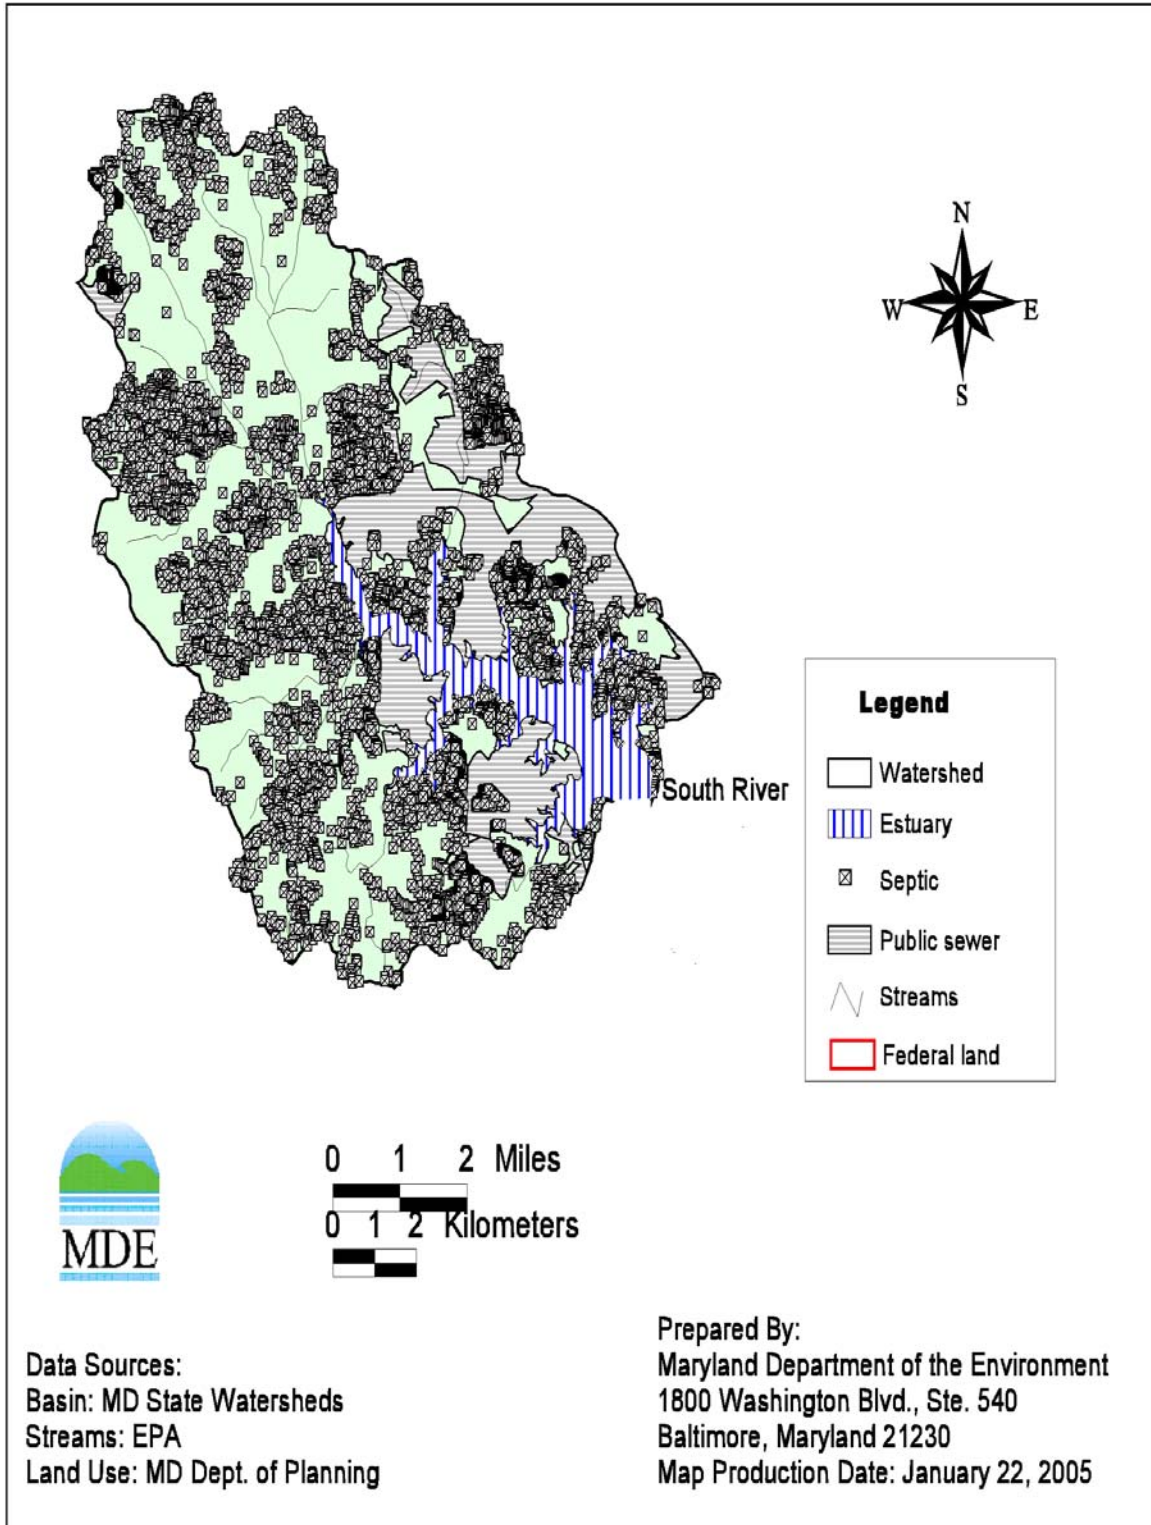 N
W E
S
South River
Legend
Watershed
Estuary
Septic
Public sewer
Streams
Federal land
MDE
0 1 2 Miles
0 1 2 Kilometers
Data Sources:
Basin: MD State Watersheds
Streams: EPA
Land Use: MD Dept. of Planning
Prepared By:
Maryland Department of the Environment
1800 Washington Blvd., Ste. 540
Baltimore, Maryland 21230
Map Production Date: January 22, 2005